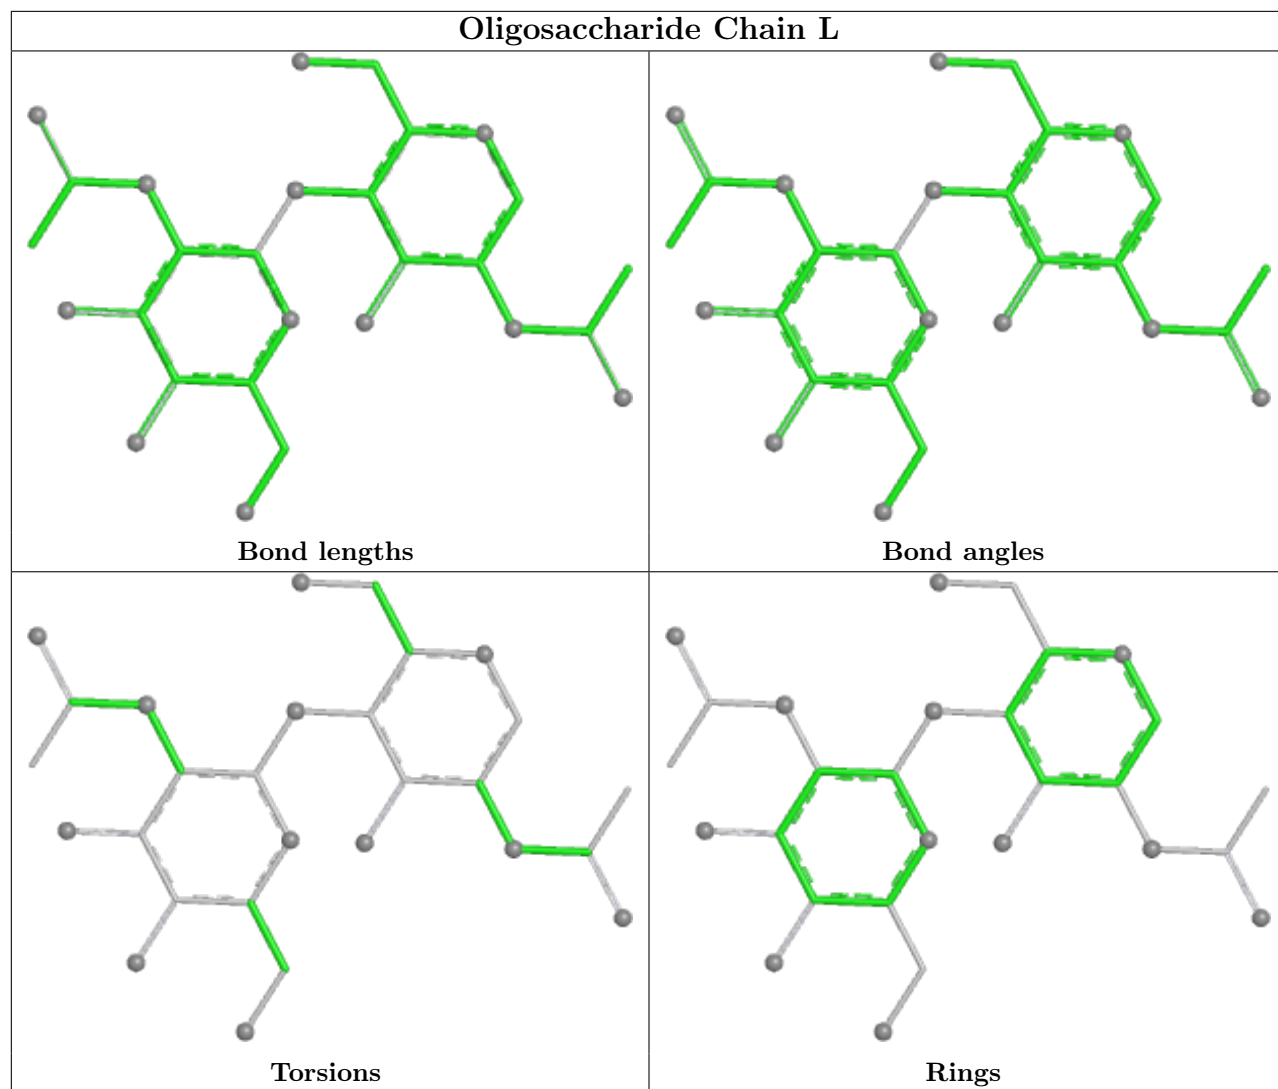 Oligosaccharide Chain L
Bond lengths
Bond angles
Torsions
Rings